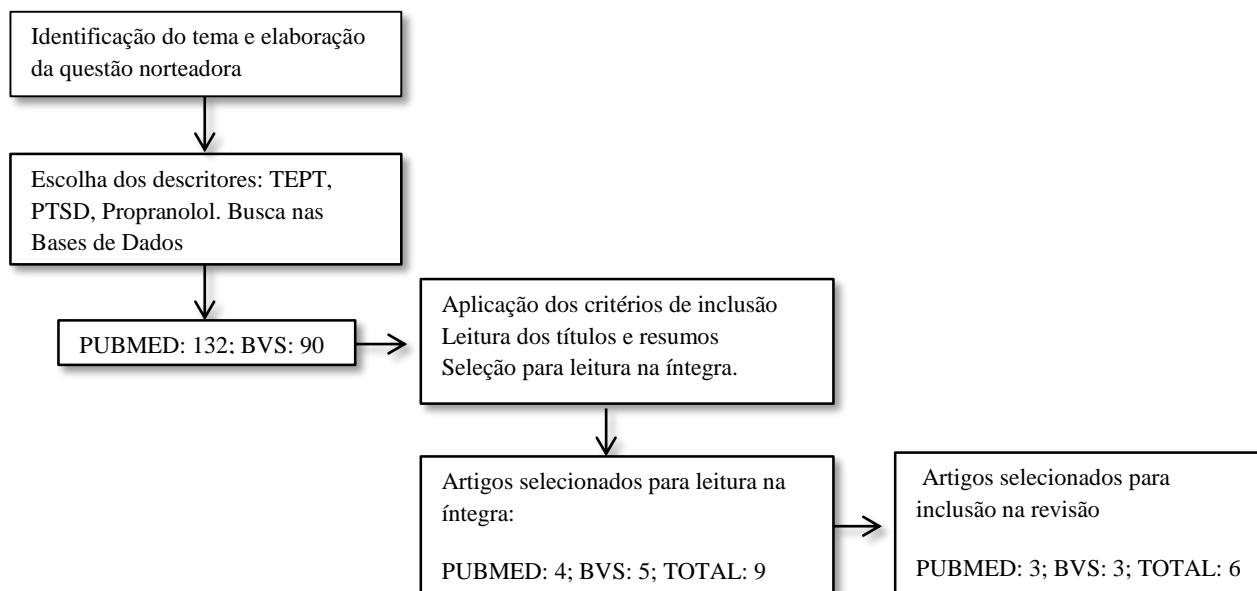 Identificação do tema e elaboração
da questão norteadora
Escolha dos descritores: TEPT,
PTSD, Propranolol. Busca nas
Bases de Dados
PUBMED: 132; BVS: 90
Aplicação dos critérios de inclusão
Leitura dos títulos e resumos
Seleção para leitura na íntegra.
Artigos selecionados para leitura na
íntegra:
PUBMED: 4; BVS: 5; TOTAL: 9
Artigos selecionados para
inclusão na revisão
PUBMED: 3; BVS: 3; TOTAL: 6